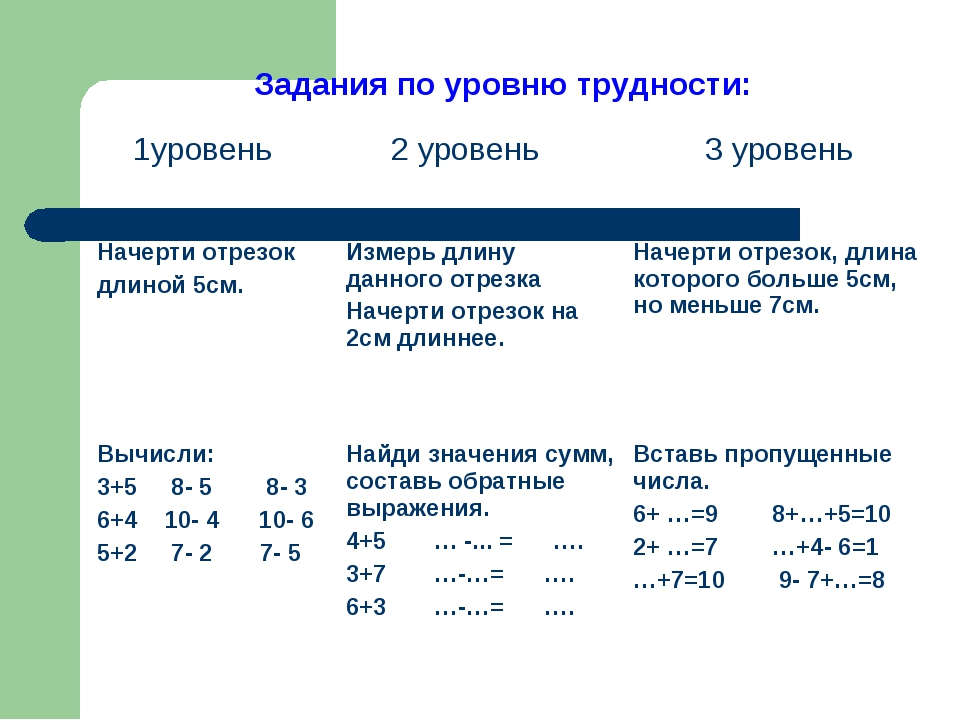 Задания по уровню трудности:
1уровень 2 уровень 3 уровень
Начерти отрезок
длиной 5см.
Измерь длину
данного отрезка
Начерти отрезок на
2см длиннее.
Начерти отрезок, длина
которого больше 5см,
но меньше 7см.
Вычисли:
3+5 8- 5 8- 3
6+4 10- 4 10- 6
5+2 7- 2 7- 5
Найди значения сумм,
составь обратные
выражения.
4+5 … -… = ….
3+7 …-…= ….
6+3 …-…= ….
Вставь пропущенные
числа.
6+ …=9 8+…+5=10
2+ …=7 …+4- 6=1
…+7=10 9- 7+…=8